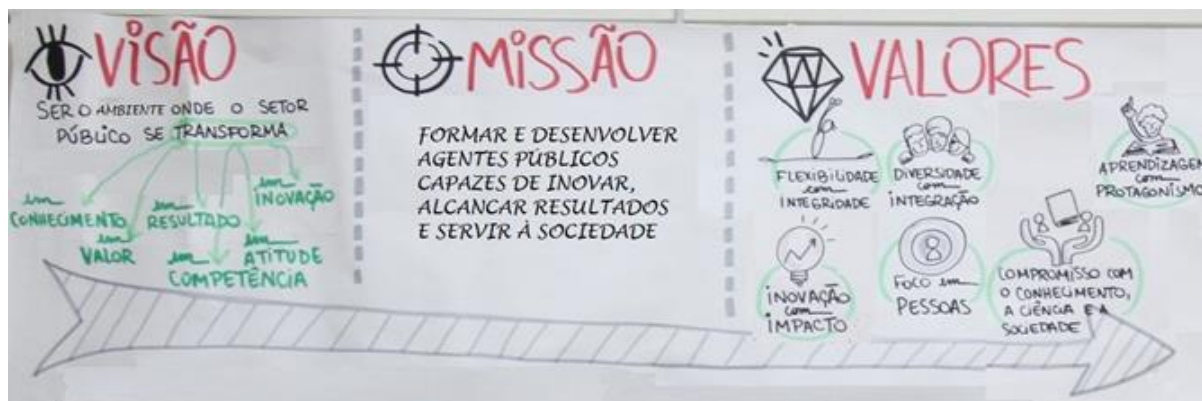 VISÃO
SER O AMBIENTE ONDE O SETOR
PÚBLICO SE TRANSFORMA
em
CONHECIMENTO
em
VALOR
em
RESULTADO
em
COMPETÊNCIA
em
ATITUDE
em
INOVAÇÃO
MISSÃO
FORMAR E DESENVOLVER
AGENTES PÚBLICOS
CAPAZES DE INOVAR,
ALCANCAR RESULTADOS
E SERVIR À SOCIEDADE
VALORES
FLEXIBILIDADE
com
INTEGRIDADE
DIVERSIDADE
com
INTEGRAÇÃO
APRENDIZAGEM
com
PROTAGONISMO
INOVAÇÃO
com
IMPACTO
FOCO em
PESSOAS
COMPROMISSO COM
O CONHECIMENTO,
A CIÊNCIA E A
SOCIEDADE